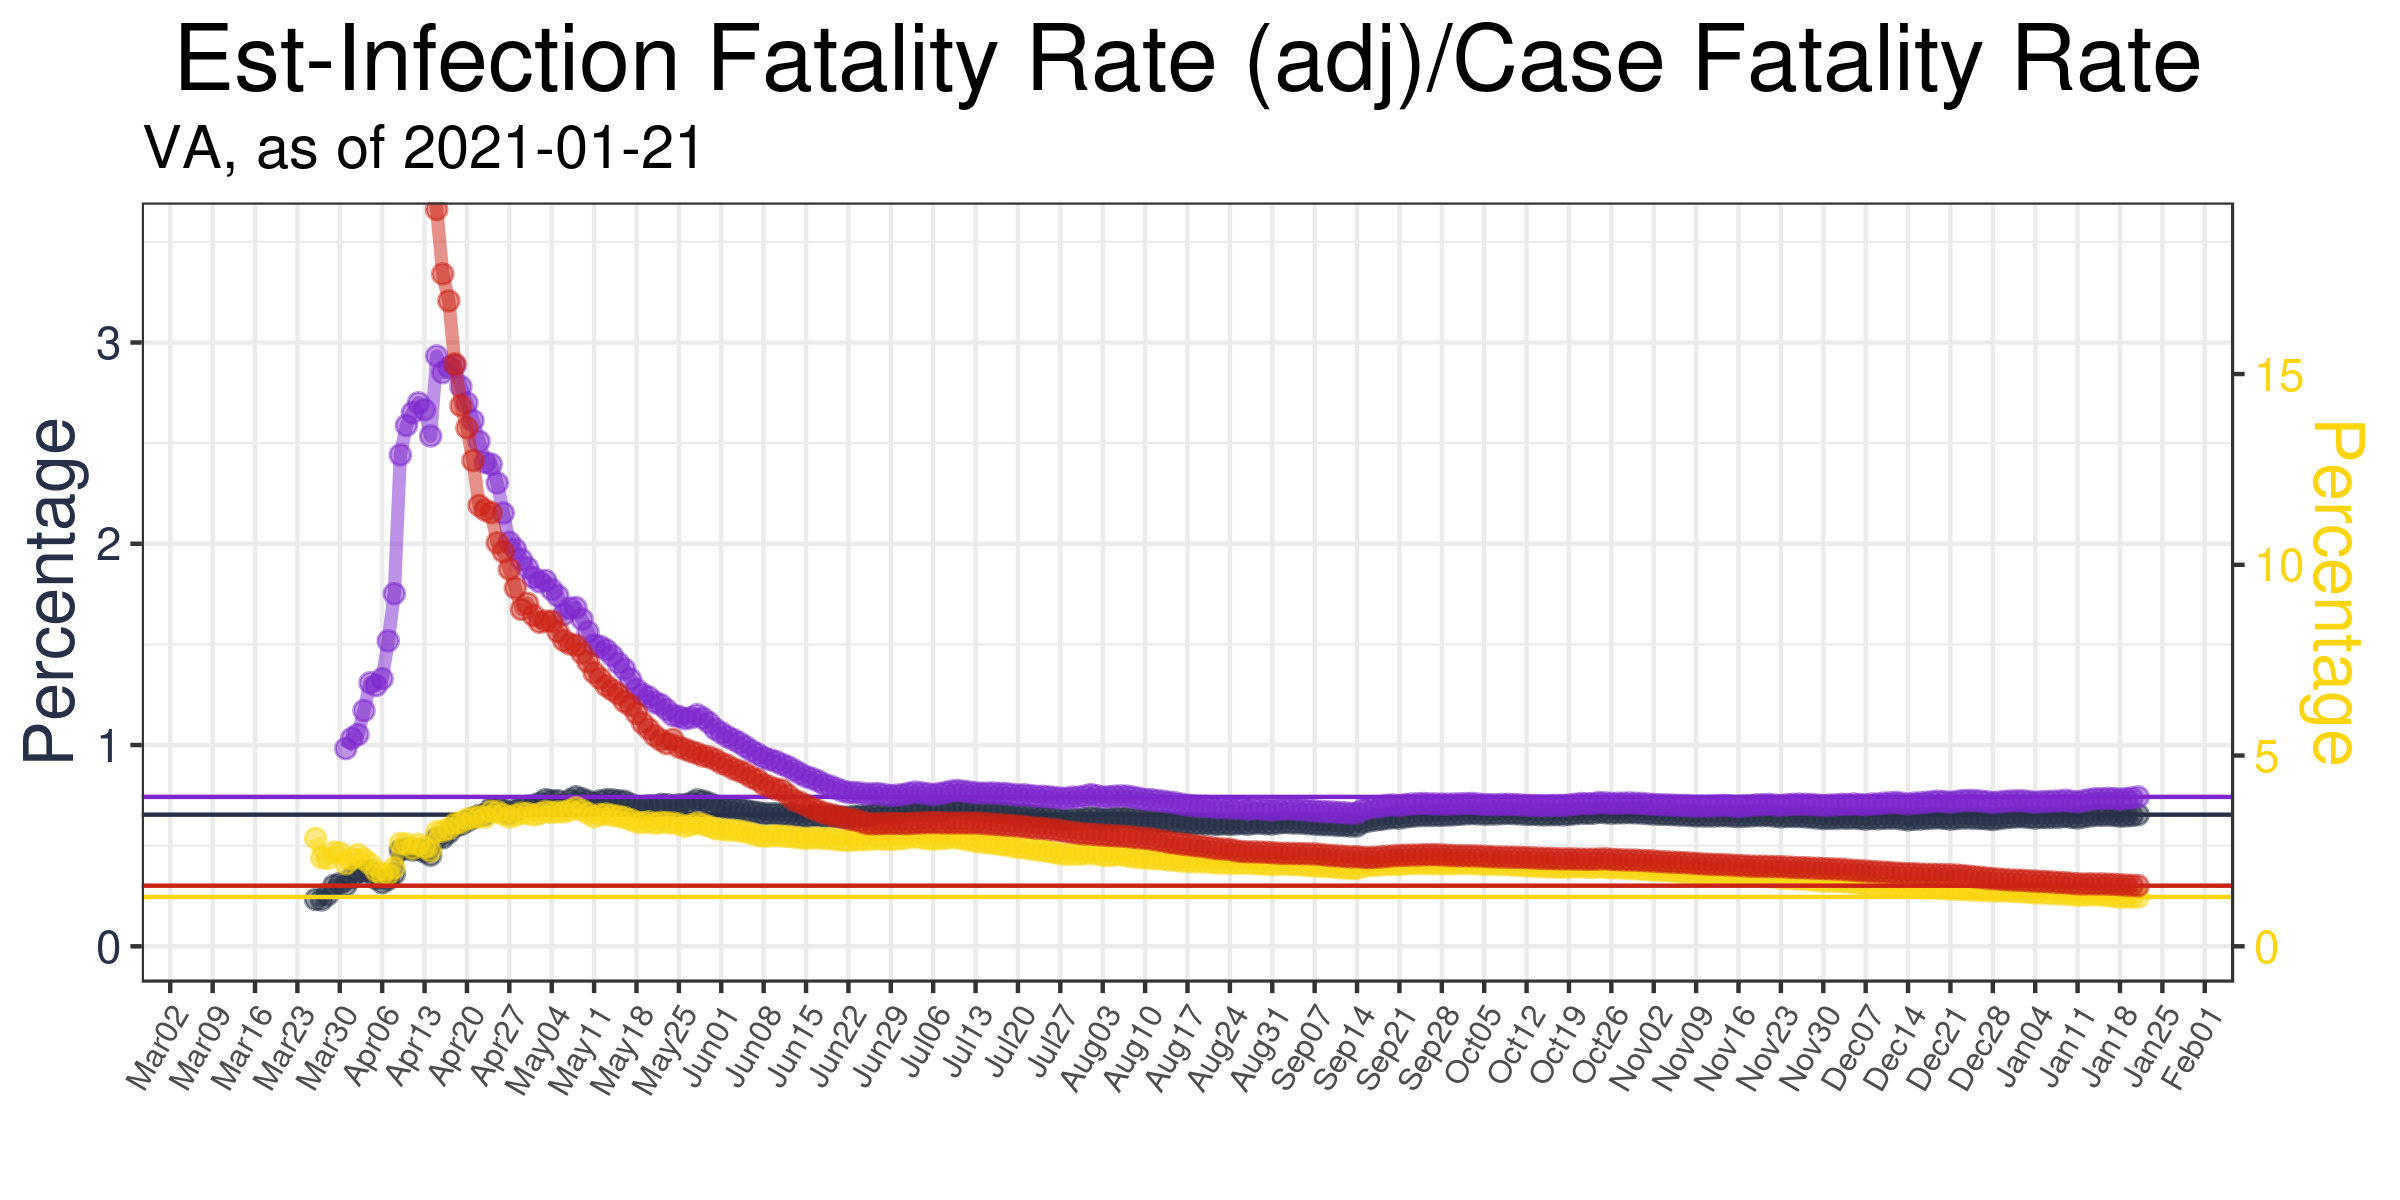 Est-Infection Fatality Rate (adj)/Case Fatality Rate
VA, as of 2021-01-21
Percentage
3
2
1
0
15
10
5
0
Percentage
Mar02
Mar09
Mar16
Mar23
Mar30
Apr06
Apr13
Apr20
Apr27
May04
May11
May18
May25
Jun01
Jun08
Jun15
Jun22
Jun29
Jul06
Jul13
Jul20
Jul27
Aug03
Aug10
Aug17
Aug24
Aug31
Sep07
Sep14
Sep21
Sep28
Oct05
Oct12
Oct19
Oct26
Nov02
Nov09
Nov16
Nov23
Nov30
Dec07
Dec14
Dec21
Dec28
Jan04
Jan11
Jan18
Jan25
Feb01